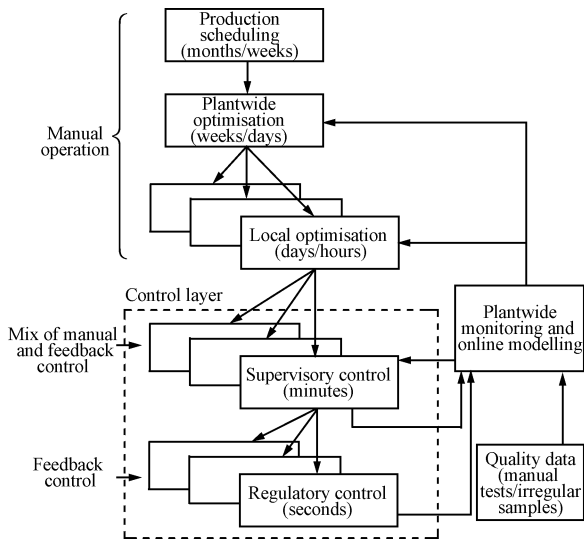 Production
scheduling
(months/weeks)
Plantwide
optimisation
(weeks/days)
Manual
operation
Local optimisation
(days/hours)
Control layer
Plantwide
monitoring and
online modelling
Mix of manual
and feedback
control
Supervisory control
(minutes)
Feedback
control
Regulatory control
(seconds)
Quality data
(manual
tests/irregular
samples)